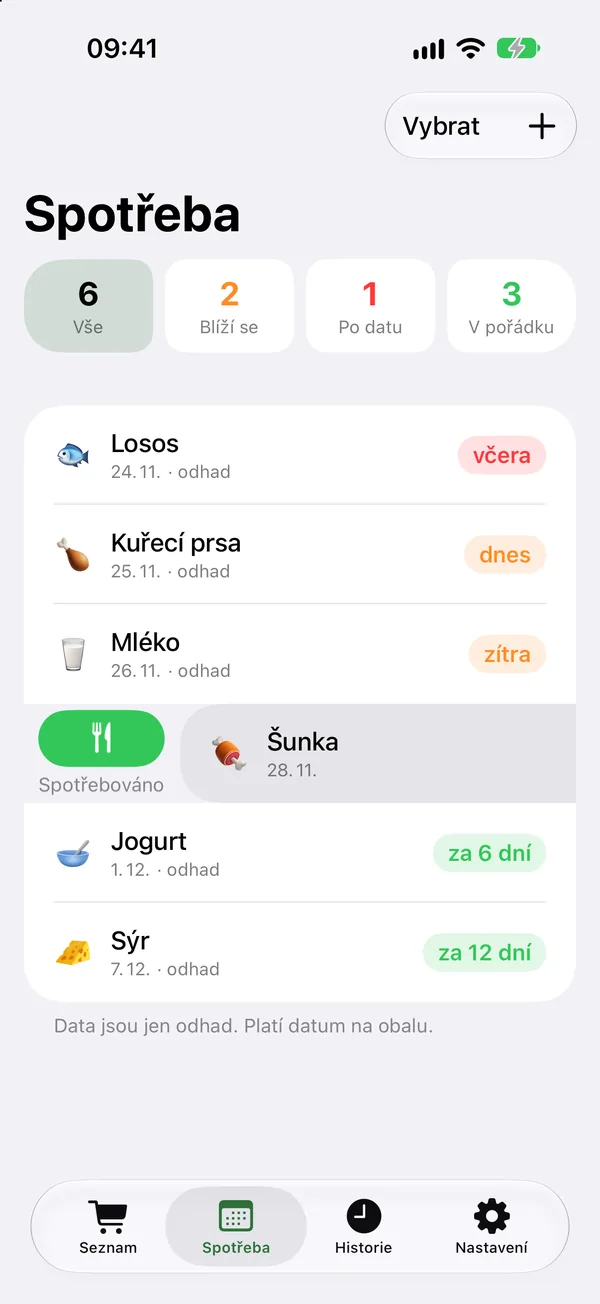 09:41
Vybrat
Spotřeba
6
Vše
2
Blíží se
1
Po datu
3
V pořádku
Losos
24. 11. · odhad
včera
Kuřecí prsa
25. 11. · odhad
dnes
Mléko
26. 11. · odhad
zítra
Spotřebováno
Šunka
28. 11.
Jogurt
1. 12. · odhad
za 6 dní
Sýr
7. 12. · odhad
za 12 dní
Data jsou jen odhad. Platí datum na obalu.
Seznam
Spotřeba
Historie
Nastavení